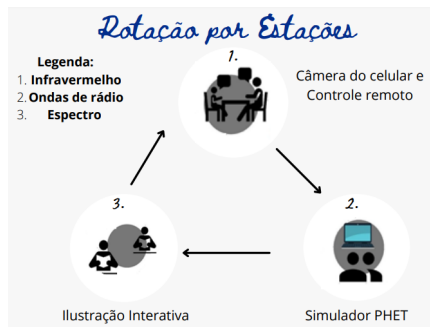 Rotação por Estações
Legenda:
1. Infravermelho
2. Ondas de rádio
3. Espectro
1.
Câmera do celular e
Controle remoto
2.
Simulador PHET
3.
Ilustração Interativa